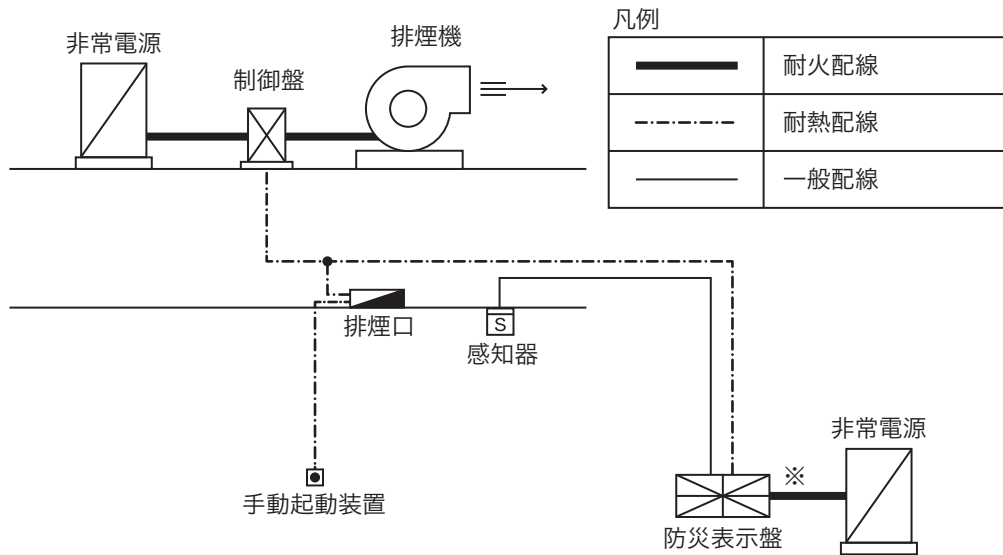 非常電源
制御盤
排煙機
凡例
耐火配線
耐熱配線
一般配線
排煙口
S
感知器
手動起動装置
※
非常電源
防災表示盤